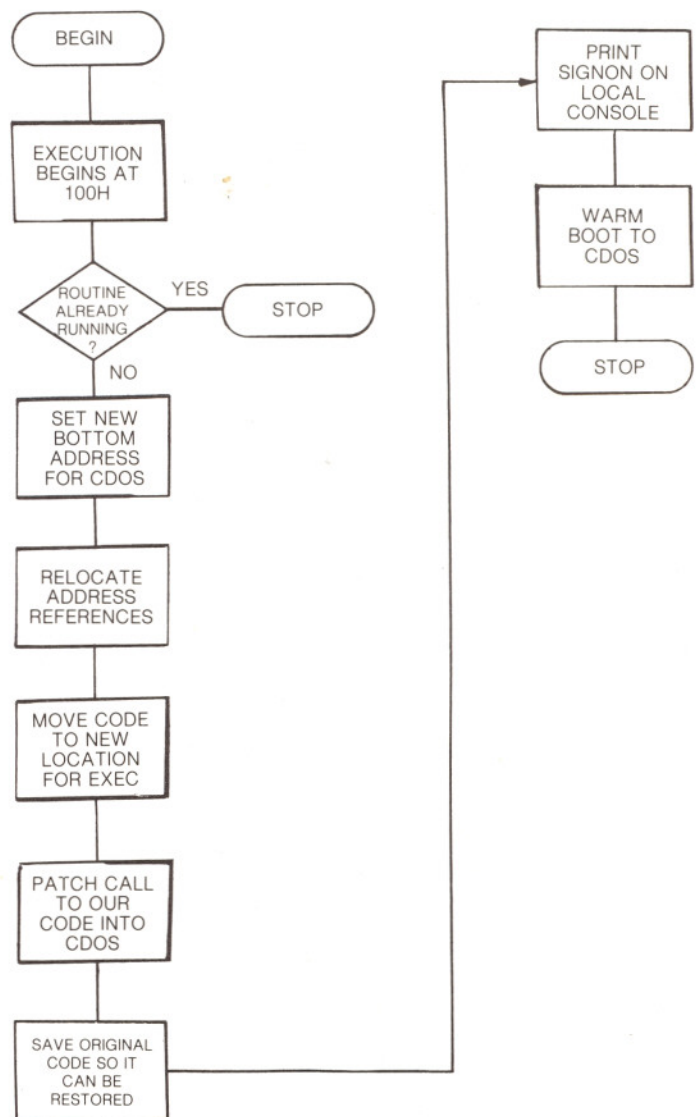 BEGIN
EXECUTION
BEGINS AT
100H
ROUTINE
ALREADY
RUNNING
?
YES
STOP
NO
SET NEW
BOTTOM
ADDRESS
FOR CDOS
RELOCATE
ADDRESS
REFERENCES
MOVE CODE
TO NEW
LOCATION
FOR EXEC
PATCH CALL
TO OUR
CODE INTO
CDOS
SAVE ORIGINAL
CODE SO IT
CAN BE
RESTORED
PRINT
SIGNON ON
LOCAL
CONSOLE
WARM
BOOT TO
CDOS
STOP